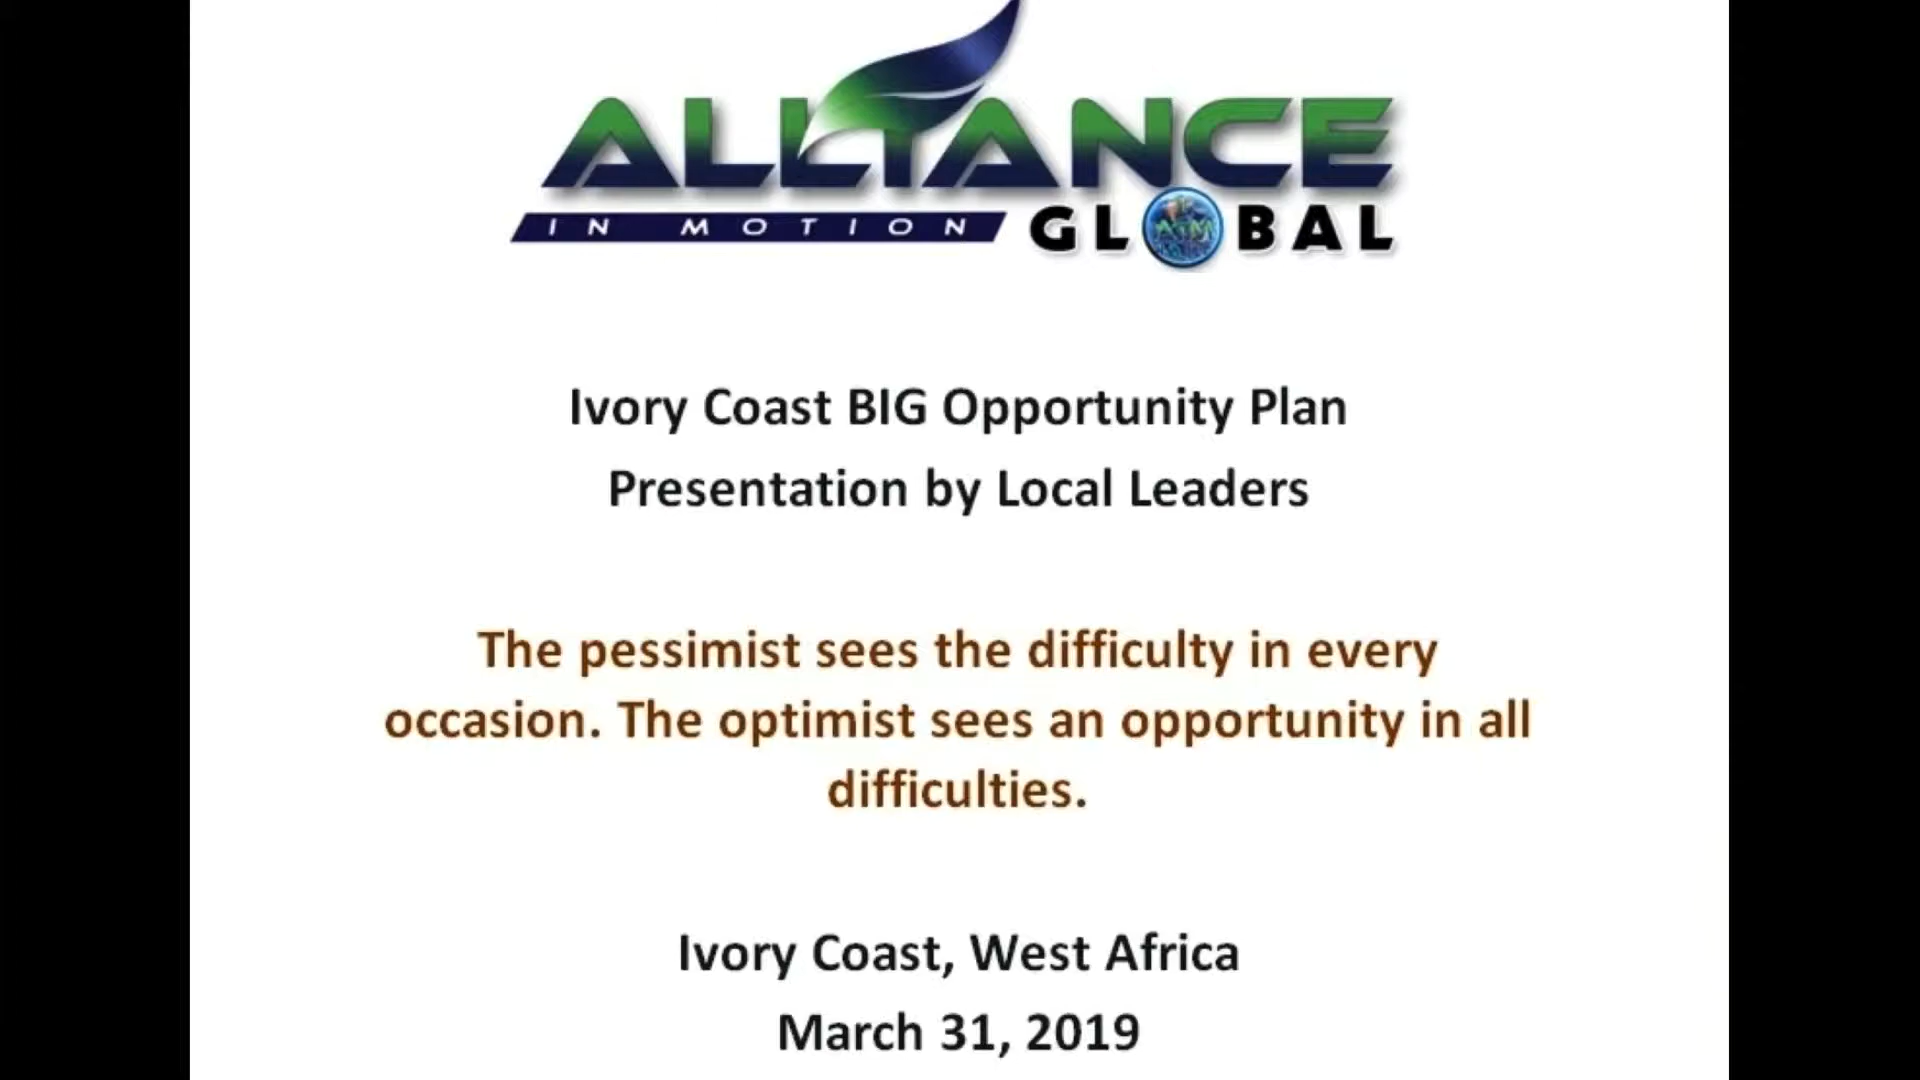 ALLIANCE
IN MOTION GLOBAL
Ivory Coast BIG Opportunity Plan
Presentation by Local Leaders
The pessimist sees the difficulty in every
occasion. The optimist sees an opportunity in all
difficulties.
Ivory Coast, West Africa
March 31, 2019